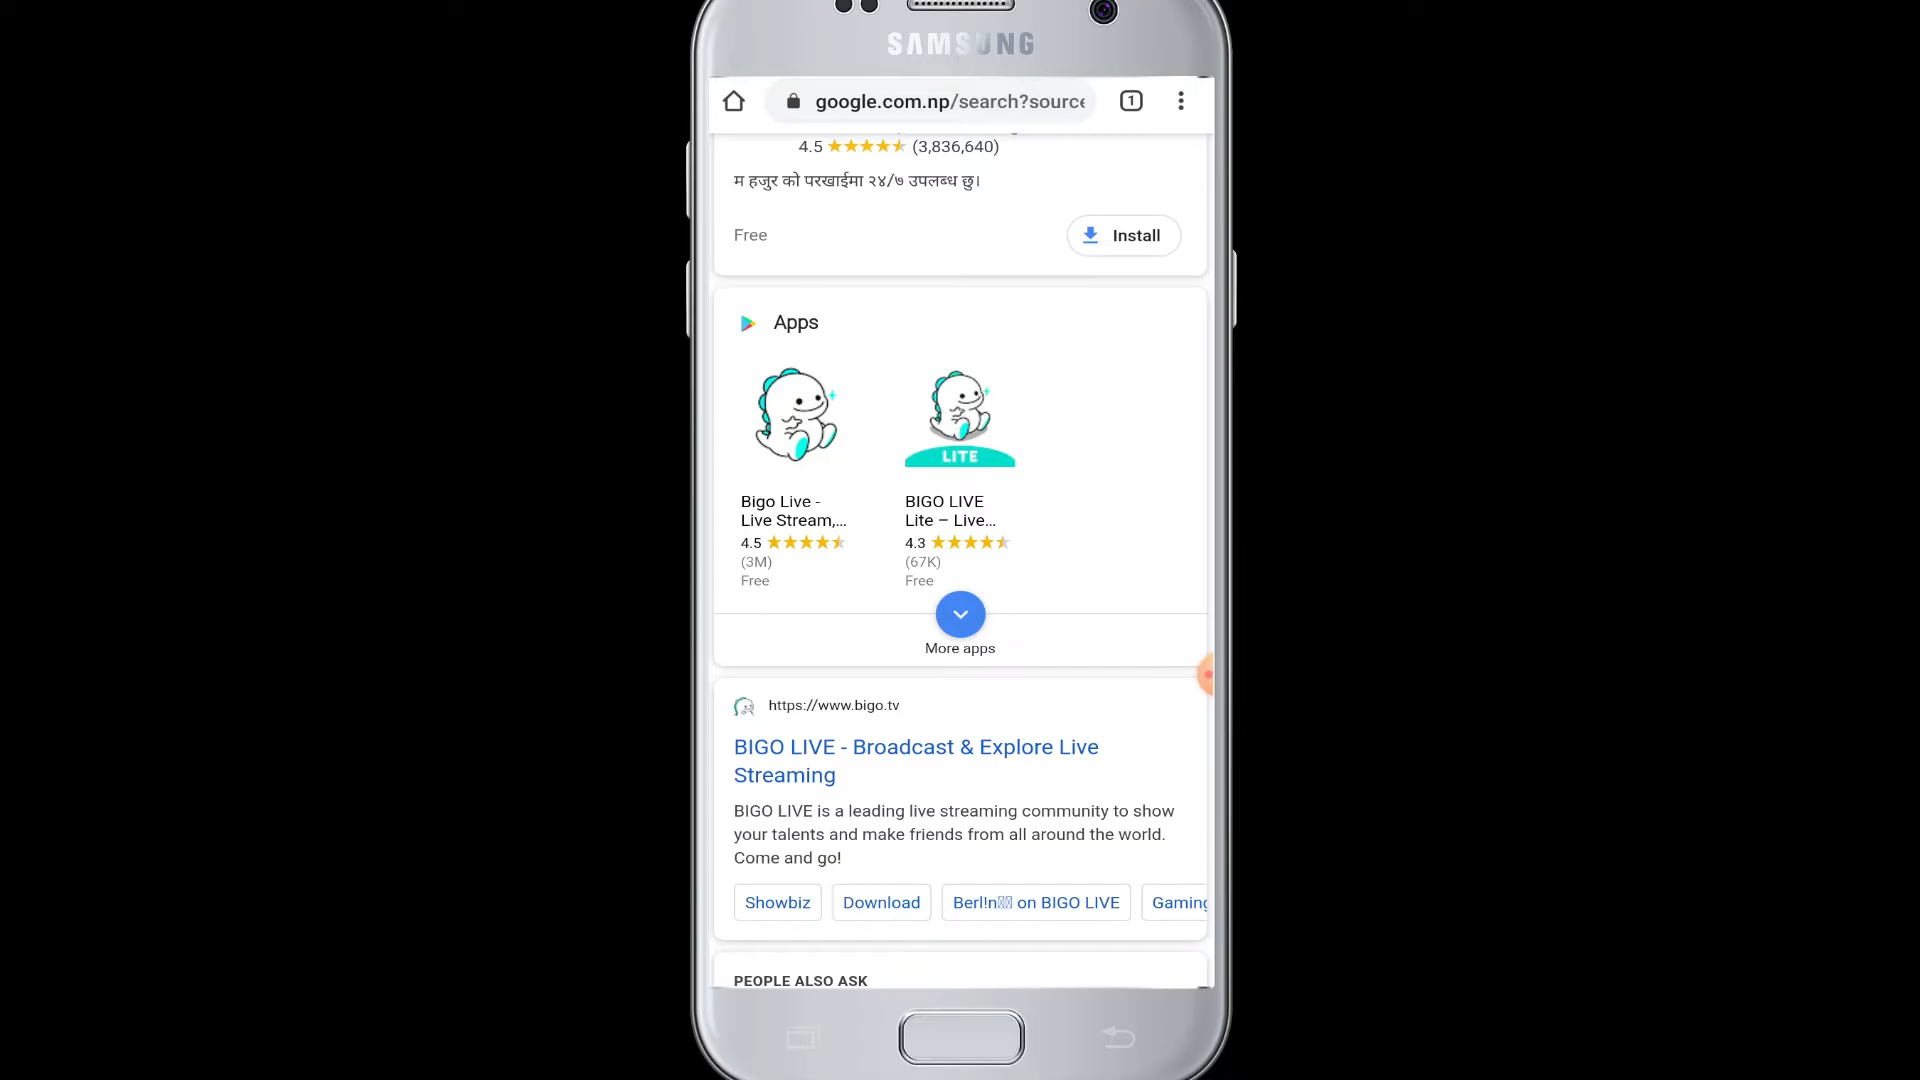 SAMSUNG
google.com.np/search?source
1
4.5 (3,836,640)
म हजुर को परखाईमा २४/७ उपलब्ध छु।
Free
Install
Apps
LITE
Bigo Live -
Live Stream,...
4.5
(3M)
Free
BIGO LIVE
Lite – Live...
4.3
(67K)
Free
More apps
https://www.bigo.tv
BIGO LIVE - Broadcast & Explore Live
Streaming
BIGO LIVE is a leading live streaming community to show
your talents and make friends from all around the world.
Come and go!
Showbiz
Download
Berl!n on BIGO LIVE
Gaming
PEOPLE ALSO ASK